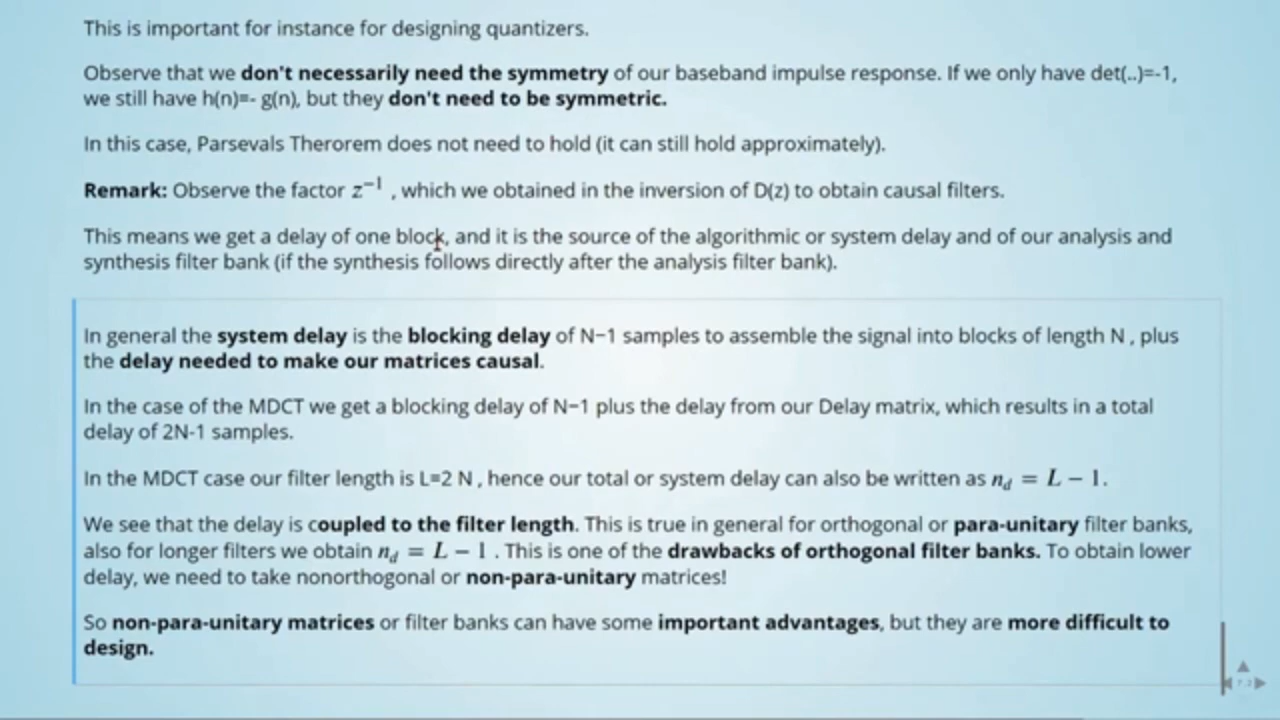 This is important for instance for designing quantizers.
Observe that we don't necessarily need the symmetry of our baseband impulse response. If we only have det(..)=-1,
we still have h(n)=- g(n), but they don't need to be symmetric.
In this case, Parsevals Therorem does not need to hold (it can still hold approximately).
Remark: Observe the factor z⁻¹ , which we obtained in the inversion of D(z) to obtain causal filters.
This means we get a delay of one block, and it is the source of the algorithmic or system delay and of our analysis and
synthesis filter bank (if the synthesis follows directly after the analysis filter bank).
In general the system delay is the blocking delay of N−1 samples to assemble the signal into blocks of length N , plus
the delay needed to make our matrices causal.
In the case of the MDCT we get a blocking delay of N−1 plus the delay from our Delay matrix, which results in a total
delay of 2N-1 samples.
In the MDCT case our filter length is L=2 N , hence our total or system delay can also be written as n_d = L − 1.
We see that the delay is coupled to the filter length. This is true in general for orthogonal or para-unitary filter banks,
also for longer filters we obtain n_d = L − 1 . This is one of the drawbacks of orthogonal filter banks. To obtain lower
delay, we need to take nonorthogonal or non-para-unitary matrices!
So non-para-unitary matrices or filter banks can have some important advantages, but they are more difficult to
design.